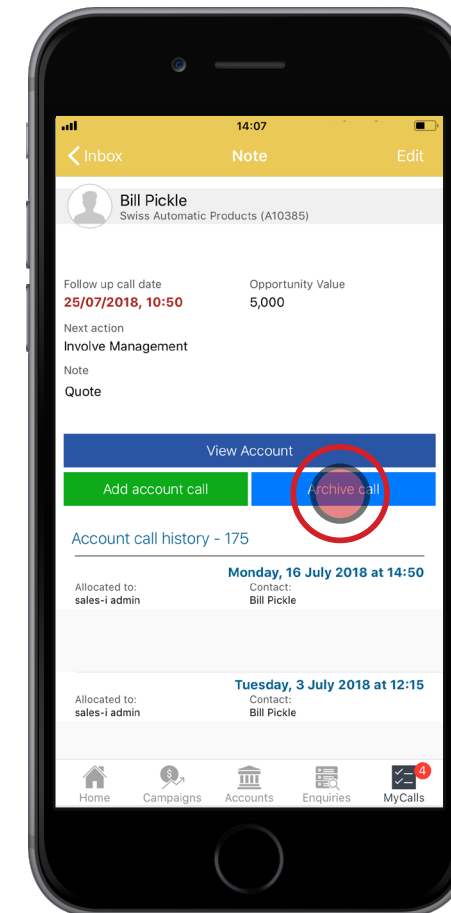 14:07
Inbox Note Edit
Bill Pickle
Swiss Automatic Products (A10385)
Follow up call date Opportunity Value
25/07/2018, 10:50 5,000
Next action
Involve Management
Note
Quote
View Account
Add account call Archive call
Account call history - 175
Monday, 16 July 2018 at 14:50
Allocated to: Contact:
sales-i admin Bill Pickle
Tuesday, 3 July 2018 at 12:15
Allocated to: Contact:
sales-i admin Bill Pickle
4
Home Campaigns Accounts Enquiries MyCalls